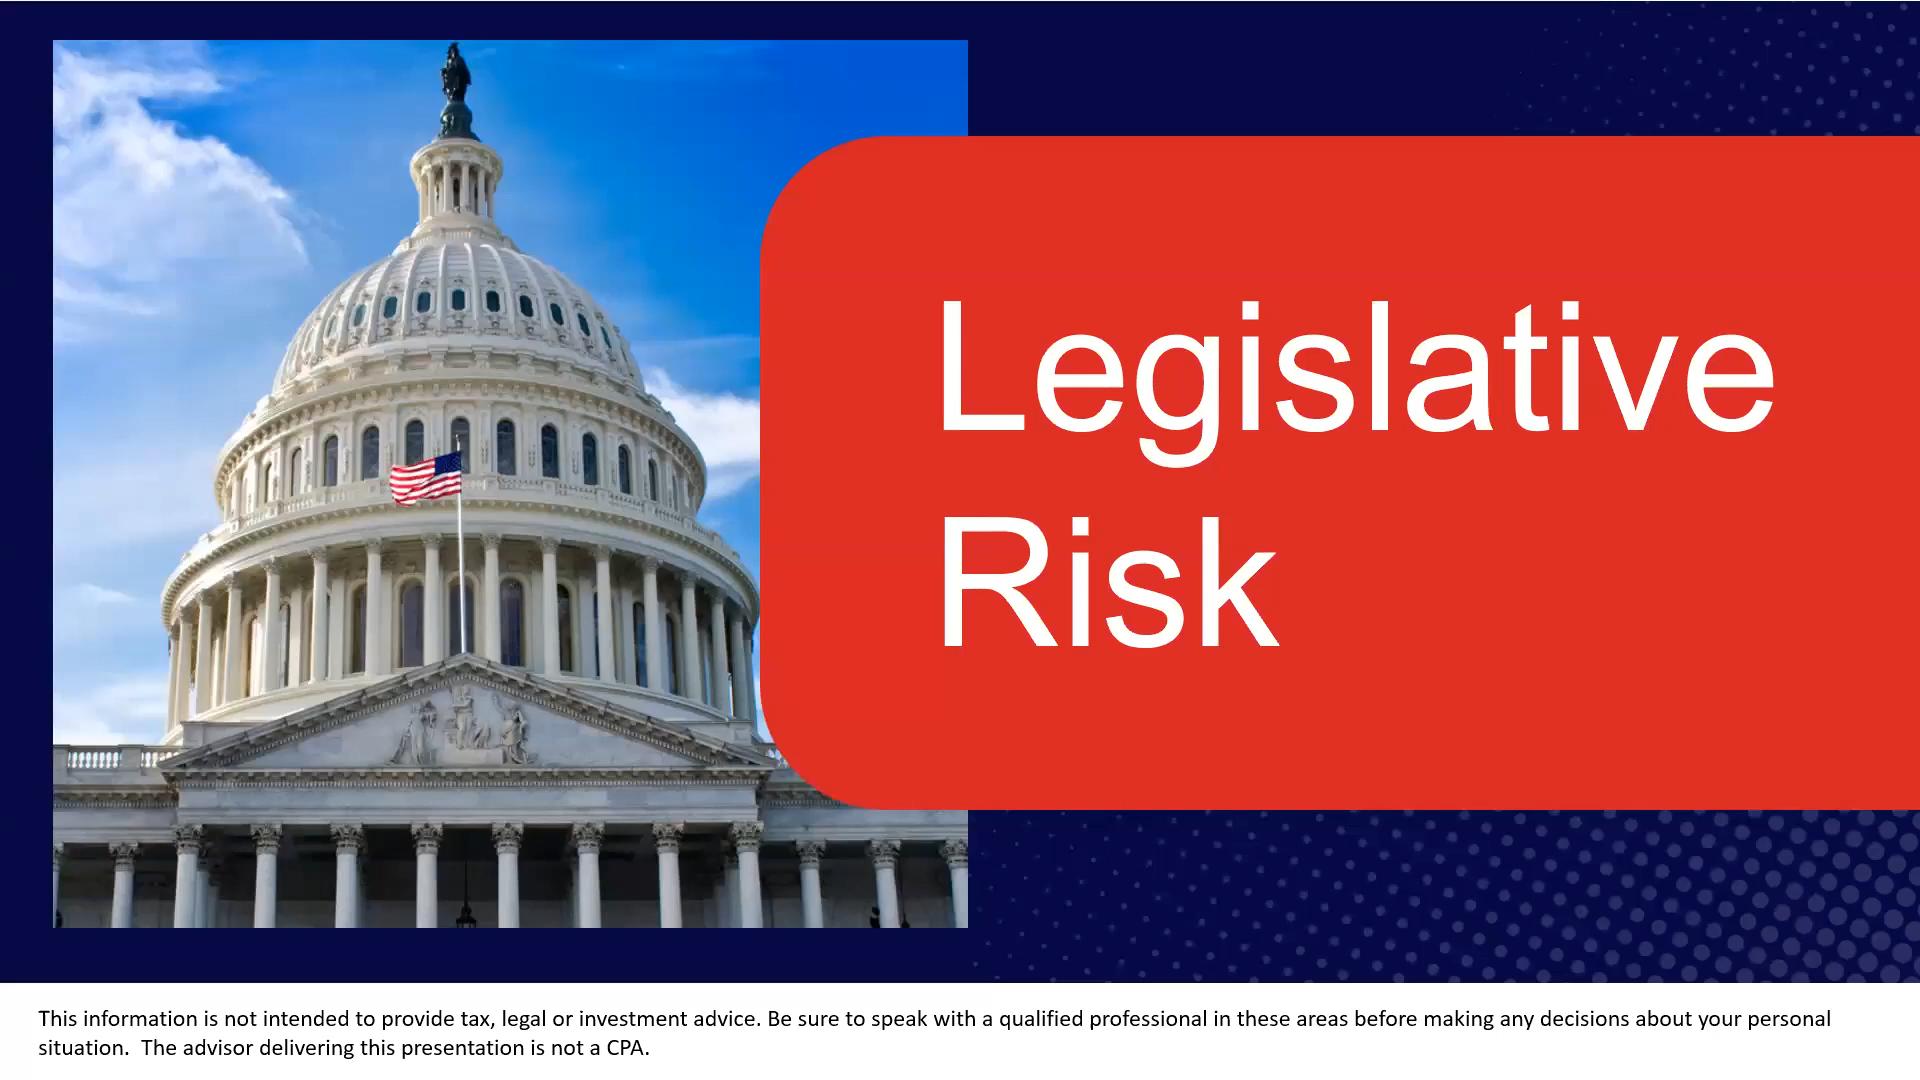 Legislative
Risk
This information is not intended to provide tax, legal or investment advice. Be sure to speak with a qualified professional in these areas before making any decisions about your personal
situation.  The advisor delivering this presentation is not a CPA.